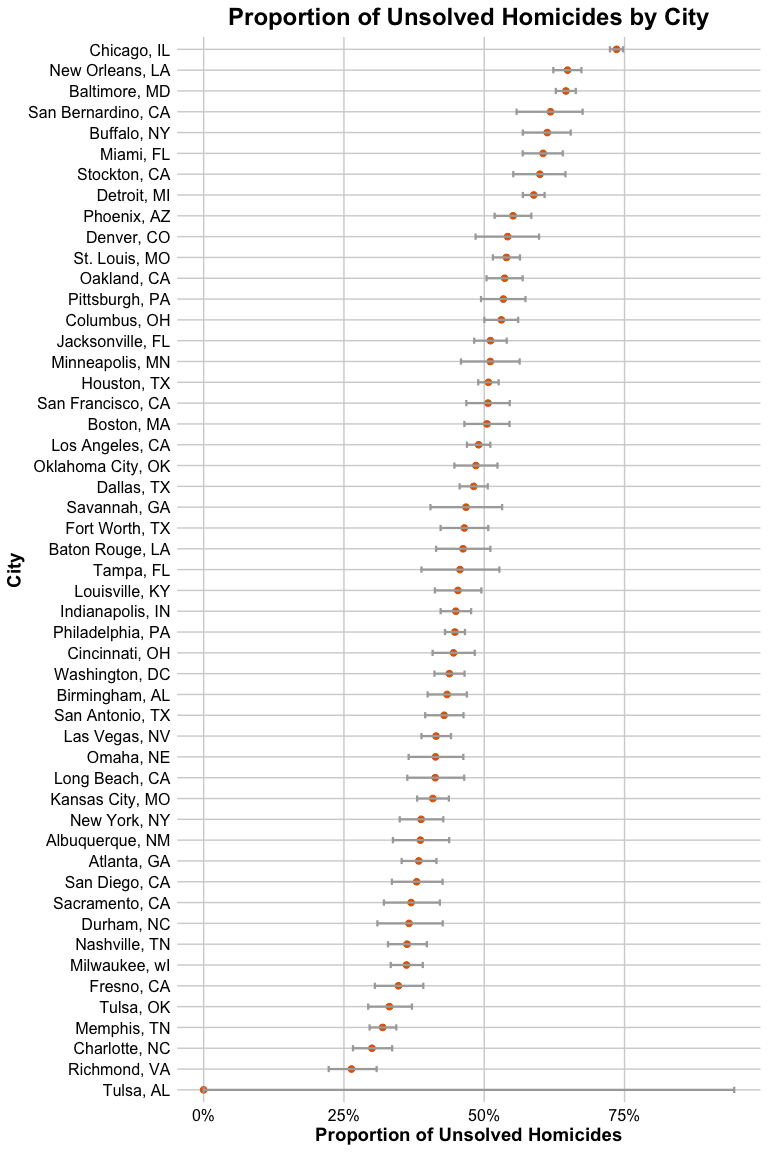 Proportion of Unsolved Homicides by City
Chicago, IL
New Orleans, LA
Baltimore, MD
San Bernardino, CA
Buffalo, NY
Miami, FL
Stockton, CA
Detroit, MI
Phoenix, AZ
Denver, CO
St. Louis, MO
Oakland, CA
Pittsburgh, PA
Columbus, OH
Jacksonville, FL
Minneapolis, MN
Houston, TX
San Francisco, CA
Boston, MA
Los Angeles, CA
Oklahoma City, OK
Dallas, TX
Savannah, GA
Fort Worth, TX
Baton Rouge, LA
Tampa, FL
Louisville, KY
Indianapolis, IN
Philadelphia, PA
Cincinnati, OH
Washington, DC
Birmingham, AL
San Antonio, TX
Las Vegas, NV
Omaha, NE
Long Beach, CA
Kansas City, MO
New York, NY
Albuquerque, NM
Atlanta, GA
San Diego, CA
Sacramento, CA
Durham, NC
Nashville, TN
Milwaukee, wI
Fresno, CA
Tulsa, OK
Memphis, TN
Charlotte, NC
Richmond, VA
Tulsa, AL
City
0% 25% 50% 75%
Proportion of Unsolved Homicides